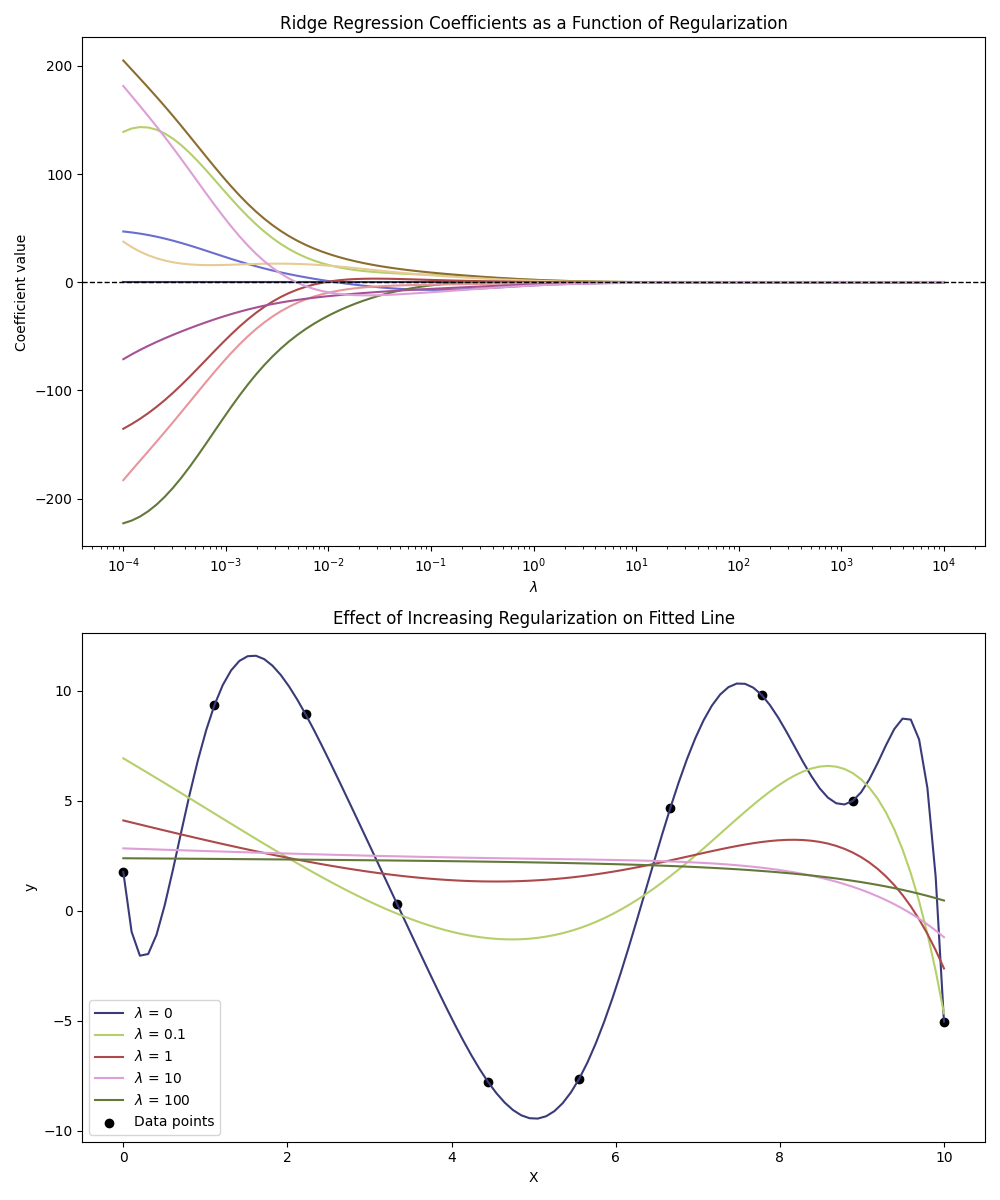 Ridge Regression Coefficients as a Function of Regularization
Coefficient value
200
100
0
−100
−200
10⁻⁴ 10⁻³ 10⁻² 10⁻¹ 10⁰ 10¹ 10² 10³ 10⁴
λ
Effect of Increasing Regularization on Fitted Line
y
10
5
0
−5
−10
λ = 0
λ = 0.1
λ = 1
λ = 10
λ = 100
Data points
0 2 4 6 8 10
X